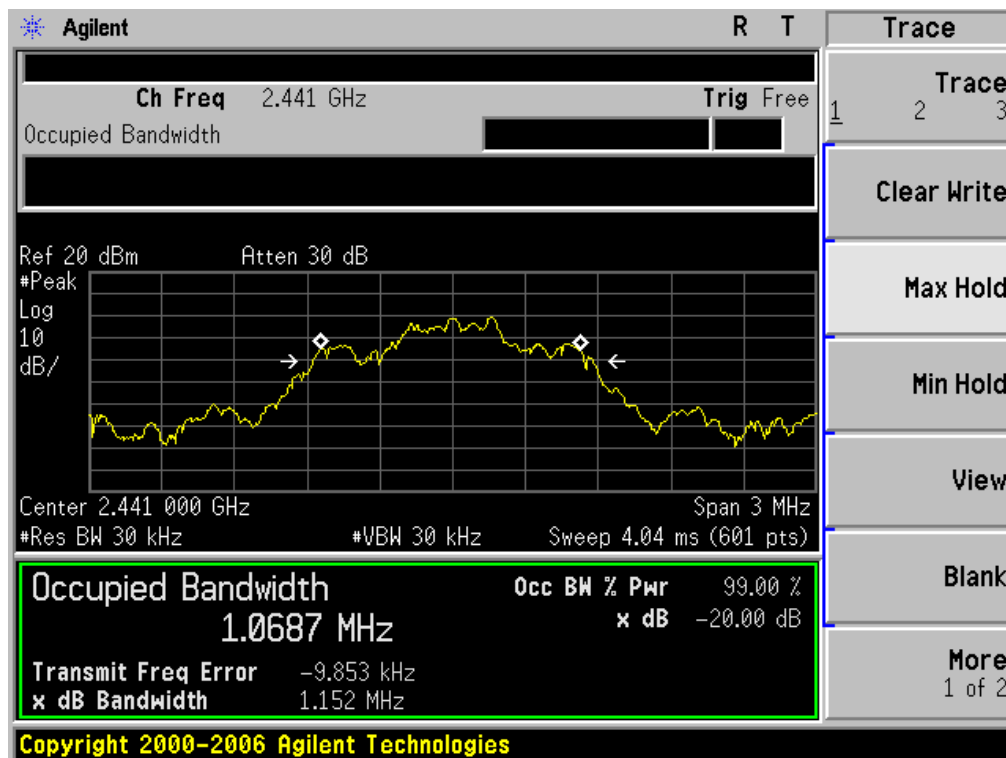 Agilent R T Trace
Ch Freq 2.441 GHz Trig Free
Occupied Bandwidth
Trace
1 2 3
Clear Write
Max Hold
Min Hold
View
Blank
More
1 of 2
Ref 20 dBm Atten 30 dB
#Peak
Log
10
dB/
Center 2.441 000 GHz Span 3 MHz
#Res BW 30 kHz #VBW 30 kHz Sweep 4.04 ms (601 pts)
Occupied Bandwidth Occ BW % Pwr 99.00 %
1.0687 MHz x dB -20.00 dB
Transmit Freq Error -9.853 kHz
x dB Bandwidth 1.152 MHz
Copyright 2000-2006 Agilent Technologies